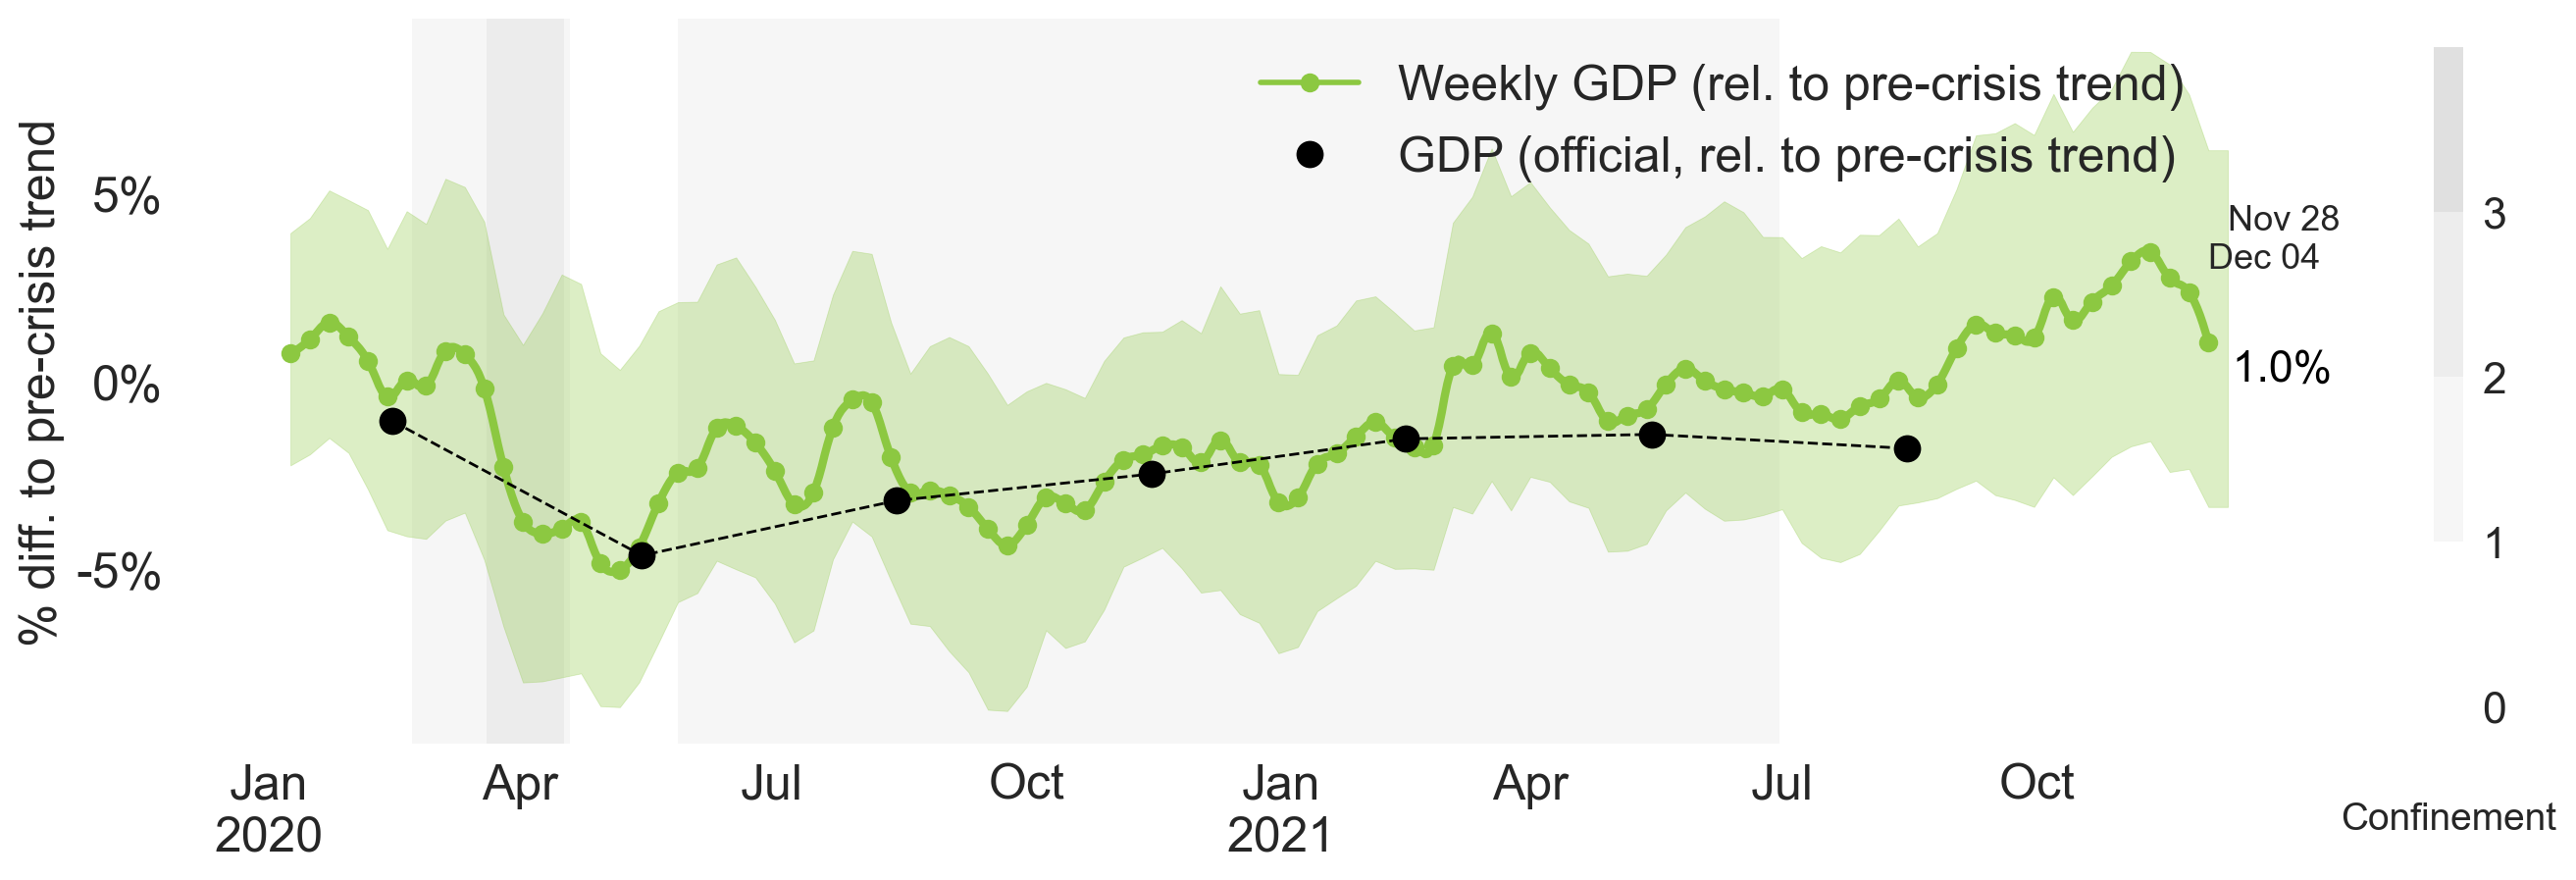 % diff. to pre-crisis trend
5%
0%
-5%
Weekly GDP (rel. to pre-crisis trend)
GDP (official, rel. to pre-crisis trend)
Nov 28
Dec 04
1.0%
3
2
1
0
Confinement
Jan
2020
Apr
Jul
Oct
Jan
2021
Apr
Jul
Oct